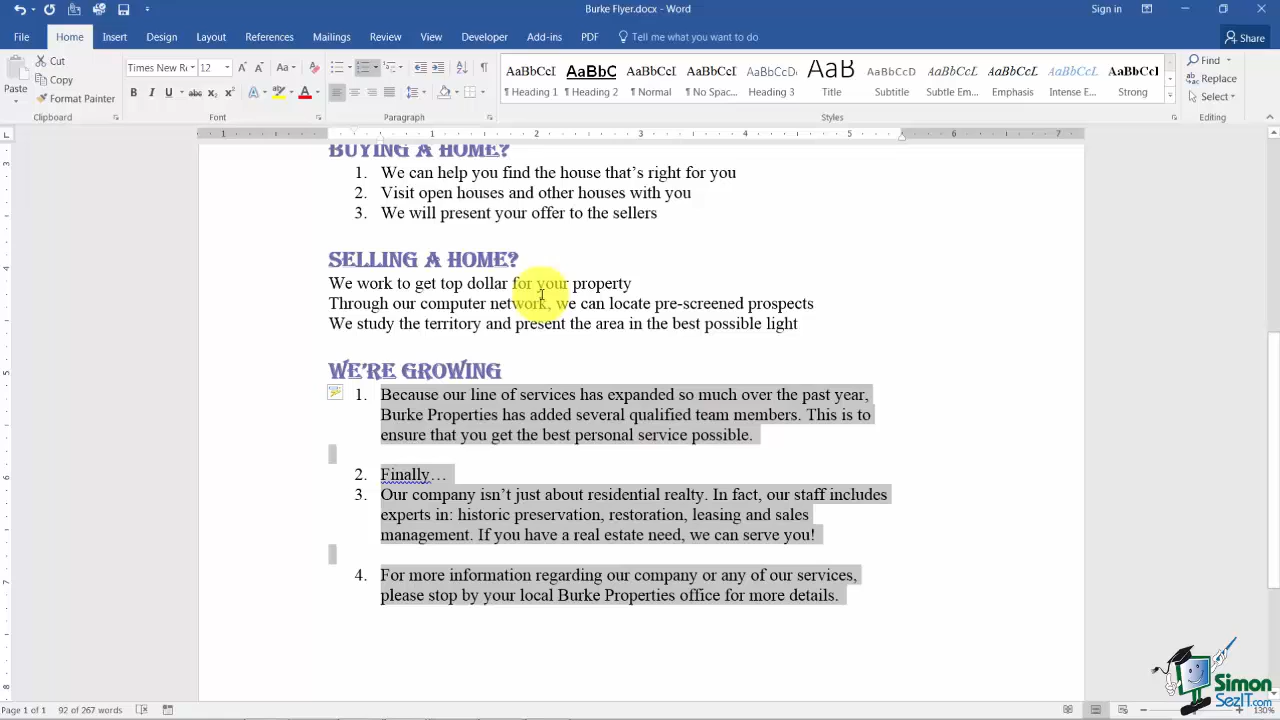 Burke Flyer.docx - Word
Sign in
File Home Insert Design Layout References Mailings Review View Developer Add-ins PDF Tell me what you want to do Share
Cut
Copy
Format Painter
Paste
Times New Ro 12
AaBbCcI AaBbC AaBbCcI AaBbCcI AaBbCcD AaB AaBbCcD AaBbCcI AaBbCcI AaBbCcI AaBbCcI
¶ Heading 1 ¶ Heading 2 ¶ Normal ¶ No Spac... Heading 3 Title Subtitle Subtle Em... Emphasis Intense E... Strong
Find
Replace
Select
Clipboard Font Paragraph Styles Editing
BUYING A HOME?
1. We can help you find the house that’s right for you
2. Visit open houses and other houses with you
3. We will present your offer to the sellers
SELLING A HOME?
We work to get top dollar for your property
Through our computer network, we can locate pre-screened prospects
We study the territory and present the area in the best possible light
WE’RE GROWING
1. Because our line of services has expanded so much over the past year,
Burke Properties has added several qualified team members. This is to
ensure that you get the best personal service possible.
2. Finally…
3. Our company isn’t just about residential realty. In fact, our staff includes
experts in: historic preservation, restoration, leasing and sales
management. If you have a real estate need, we can serve you!
4. For more information regarding our company or any of our services,
please stop by your local Burke Properties office for more details.
Simon
SezIT.com
Page 1 of 1 92 of 267 words
130%